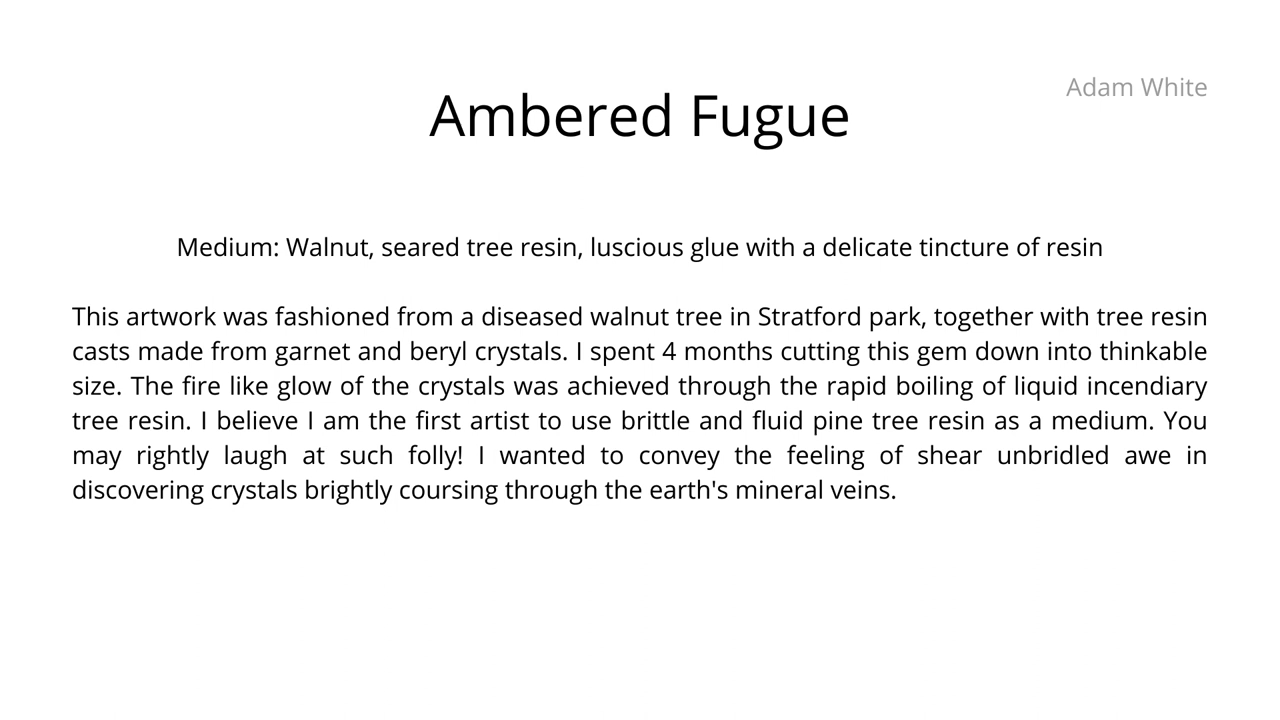 Adam White
Ambered Fugue
Medium: Walnut, seared tree resin, luscious glue with a delicate tincture of resin
This artwork was fashioned from a diseased walnut tree in Stratford park, together with tree resin
casts made from garnet and beryl crystals. I spent 4 months cutting this gem down into thinkable
size. The fire like glow of the crystals was achieved through the rapid boiling of liquid incendiary
tree resin. I believe I am the first artist to use brittle and fluid pine tree resin as a medium. You
may rightly laugh at such folly! I wanted to convey the feeling of shear unbridled awe in
discovering crystals brightly coursing through the earth's mineral veins.